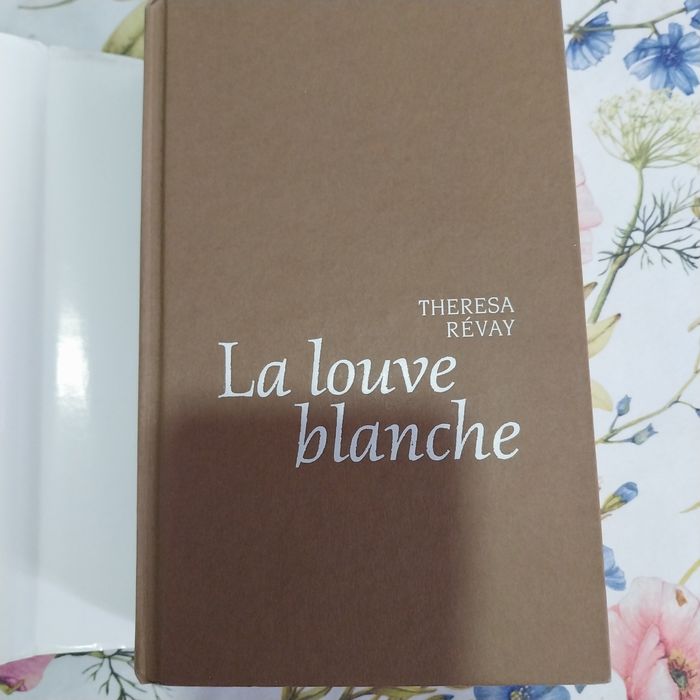 THERESA
RÉVAY
La louve
blanche